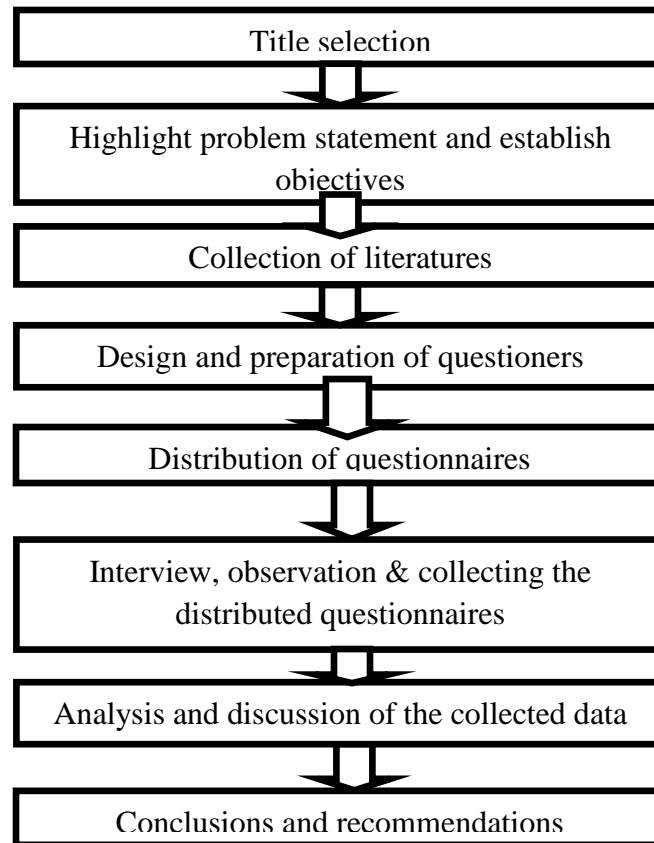 Title selection
Highlight problem statement and establish
objectives
Collection of literatures
Design and preparation of questioners
Distribution of questionnaires
Interview, observation & collecting the
distributed questionnaires
Analysis and discussion of the collected data
Conclusions and recommendations